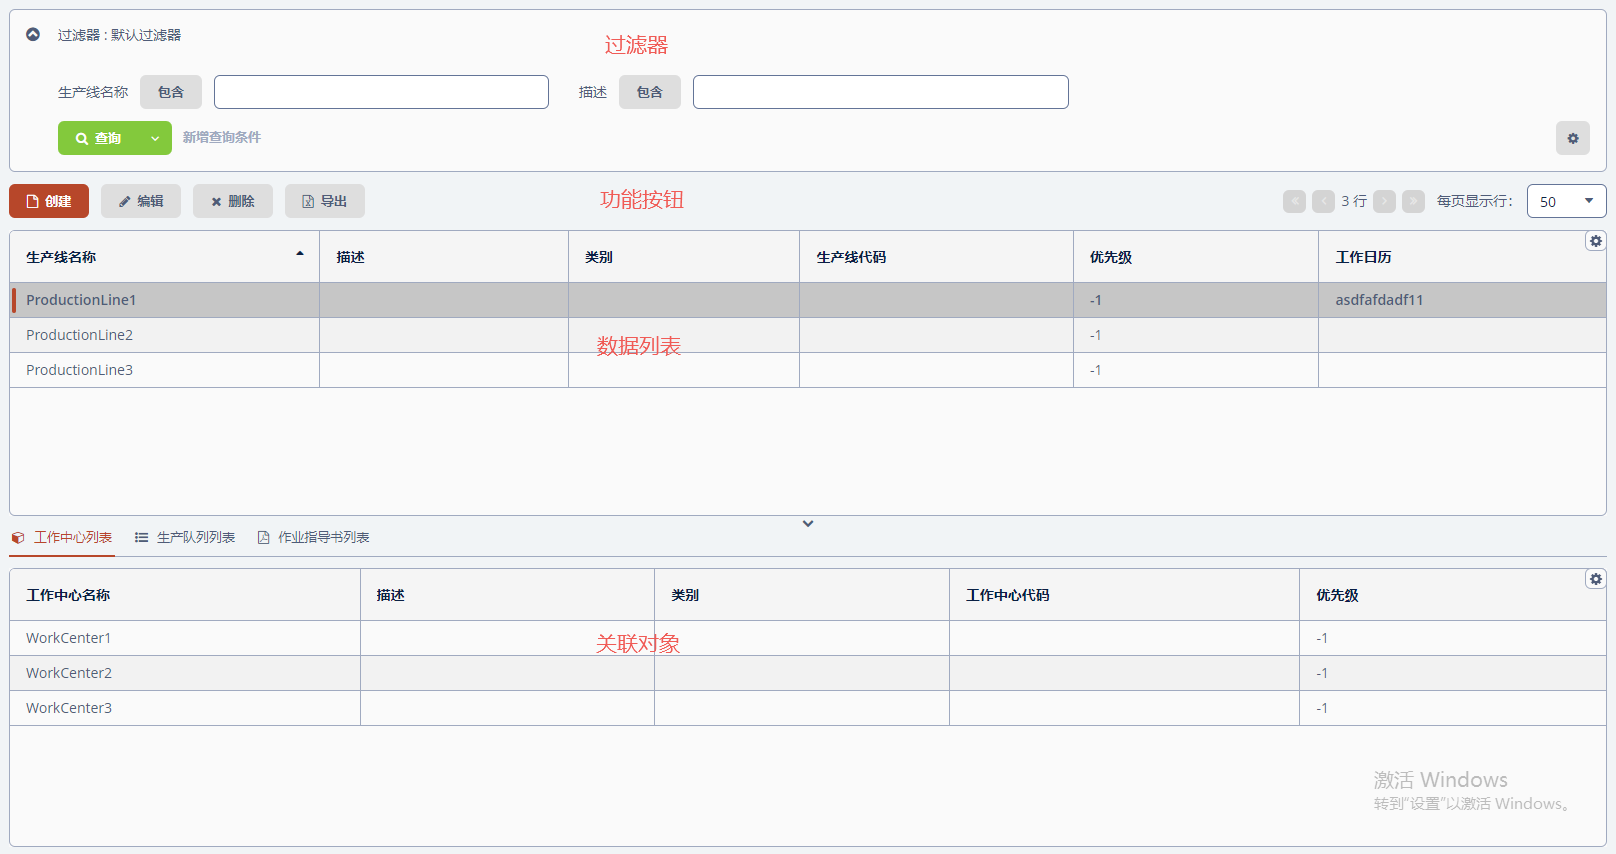 过滤器 : 默认过滤器
过滤器
生产线名称 包含 描述 包含
查询 新增查询条件
创建 编辑 删除 导出 功能按钮 3 行 每页显示行: 50
生产线名称 描述 类别 生产线代码 优先级 工作日历
ProductionLine1 -1 asdfafdadf11
ProductionLine2 -1
数据列表
ProductionLine3 -1
工作中心列表 生产队列列表 作业指导书列表
工作中心名称 描述 类别 工作中心代码 优先级
WorkCenter1 -1
关联对象
WorkCenter2 -1
WorkCenter3 -1
激活 Windows
转到"设置"以激活 Windows。